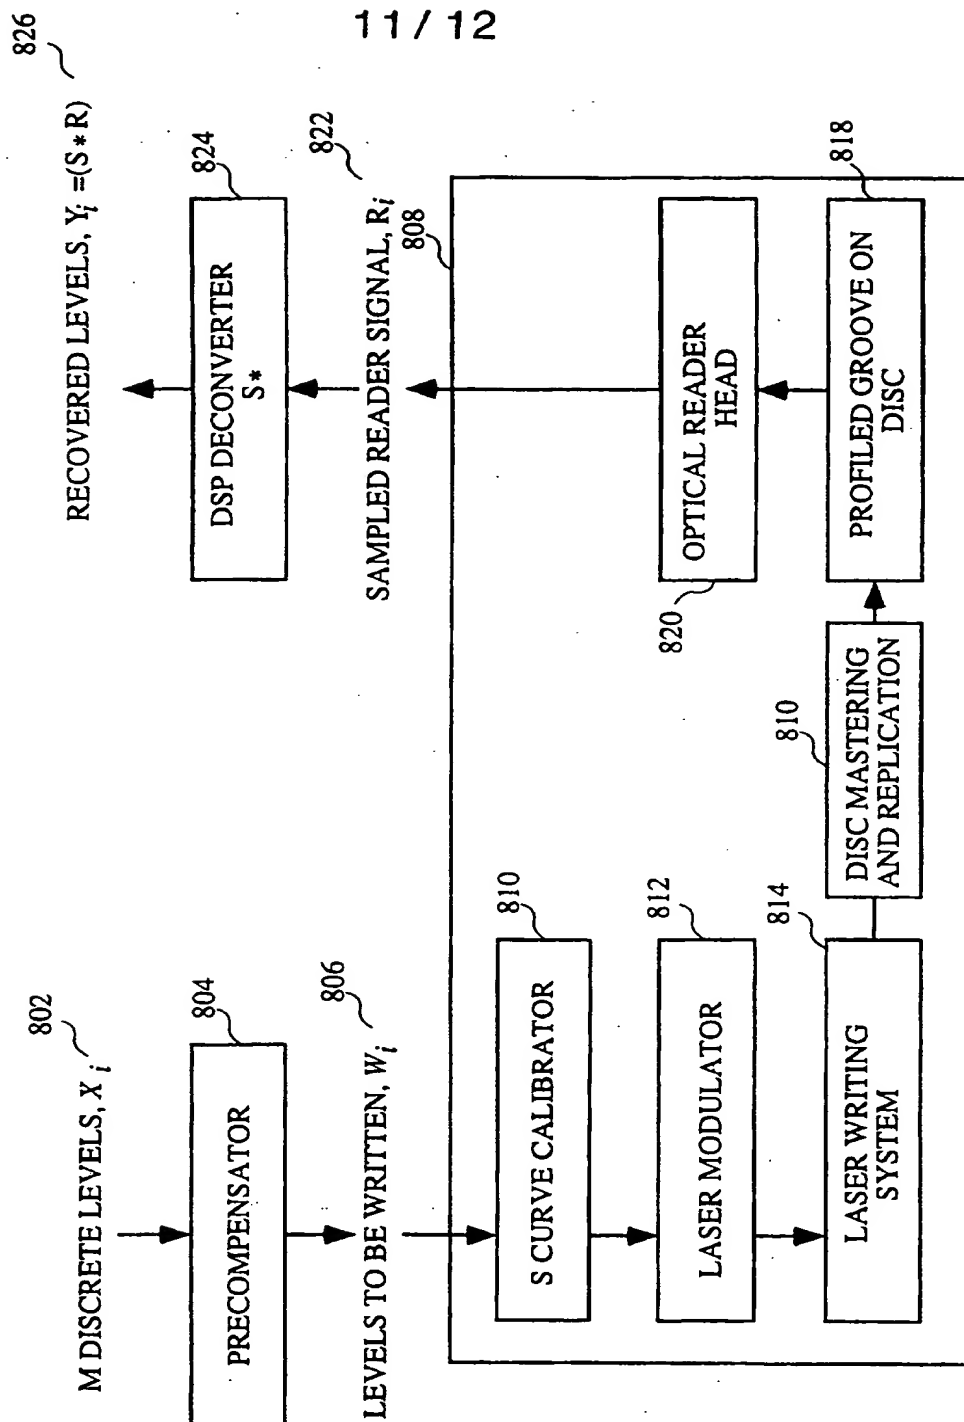 11/12
802
M DISCRETE LEVELS, Xi
804
PRECOMPENSATOR
806
LEVELS TO BE WRITTEN, Wi
810
S CURVE CALIBRATOR
812
LASER MODULATOR
814
LASER WRITING
SYSTEM
810
DISC MASTERING
AND REPLICATION
818
PROFILED GROOVE ON
DISC
820
OPTICAL READER
HEAD
808
822
SAMPLED READER SIGNAL, Ri
824
DSP DECONVERTER
S*
826
RECOVERED LEVELS, Yi =(S*R)